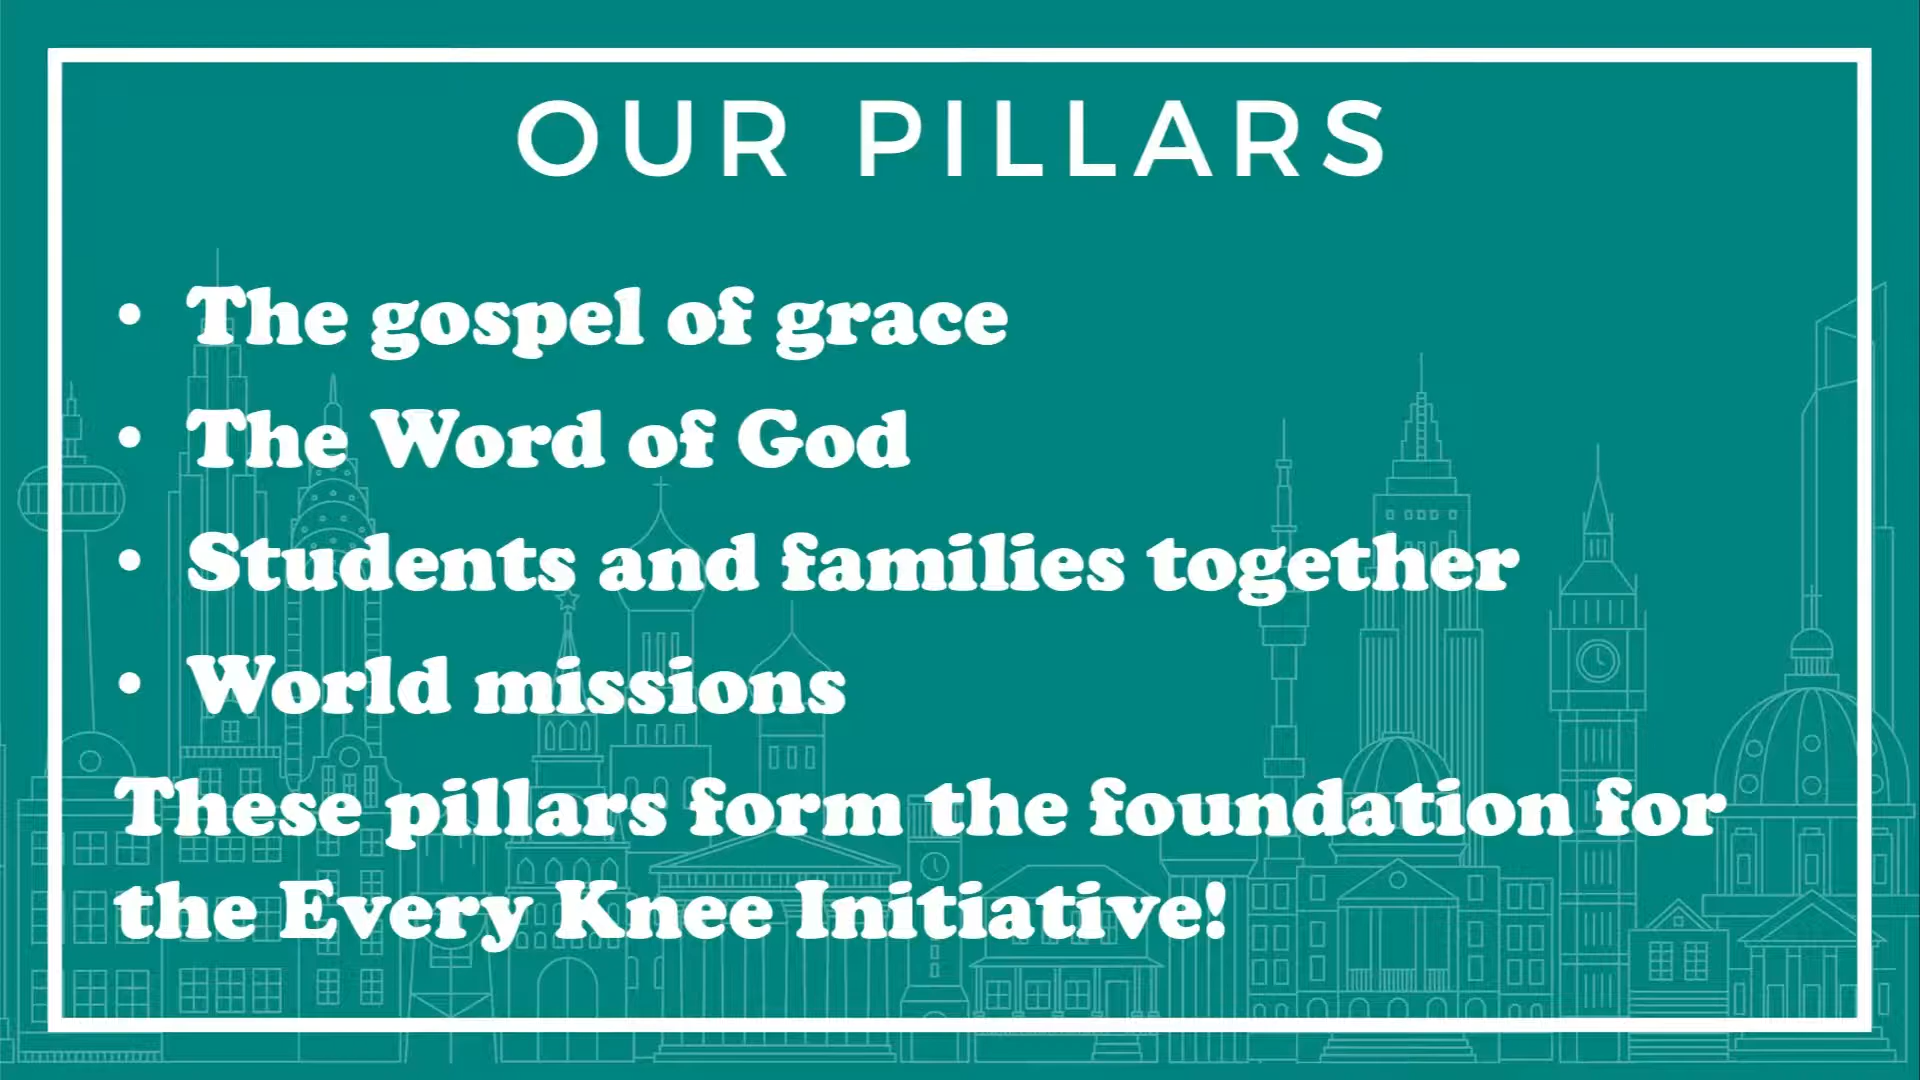 OUR PILLARS
• The gospel of grace
• The Word of God
• Students and families together
• World missions
These pillars form the foundation for
the Every Knee Initiative!